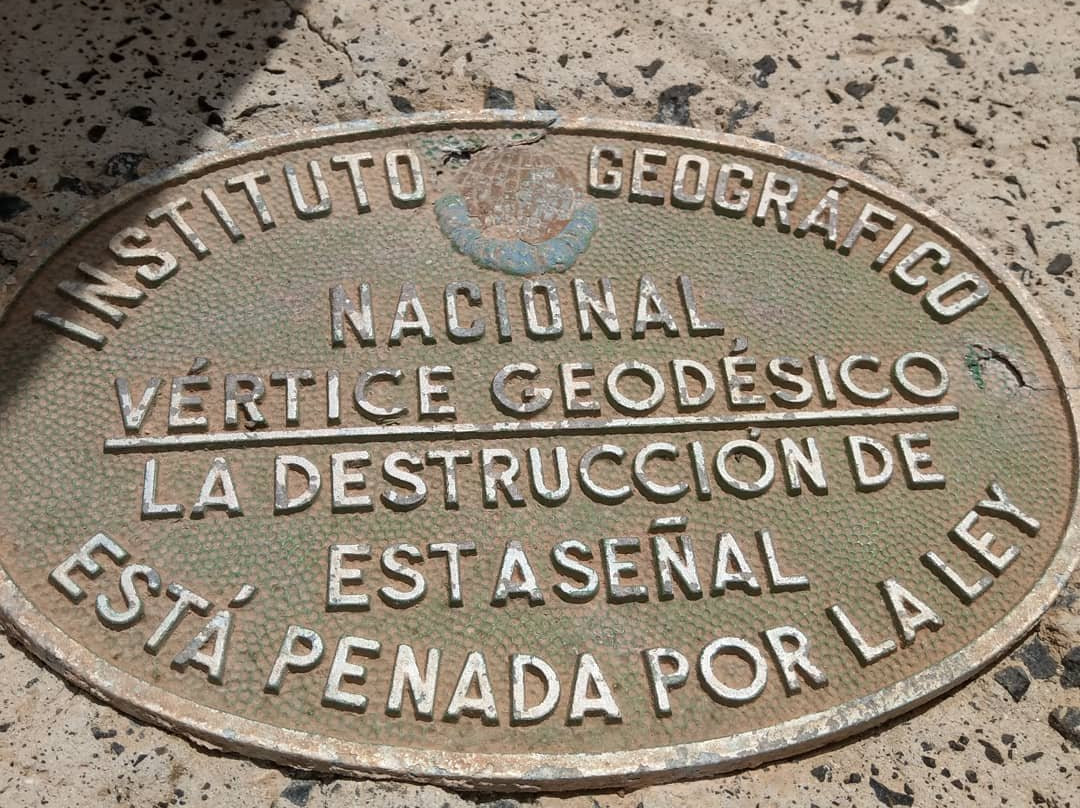 INSTITUTO GEOGRÁFICO
NACIONAL
VÉRTICE GEODÉSICO
LA DESTRUCCIÓN DE
ESTA SEÑAL
ESTÁ PENADA POR LA LEY